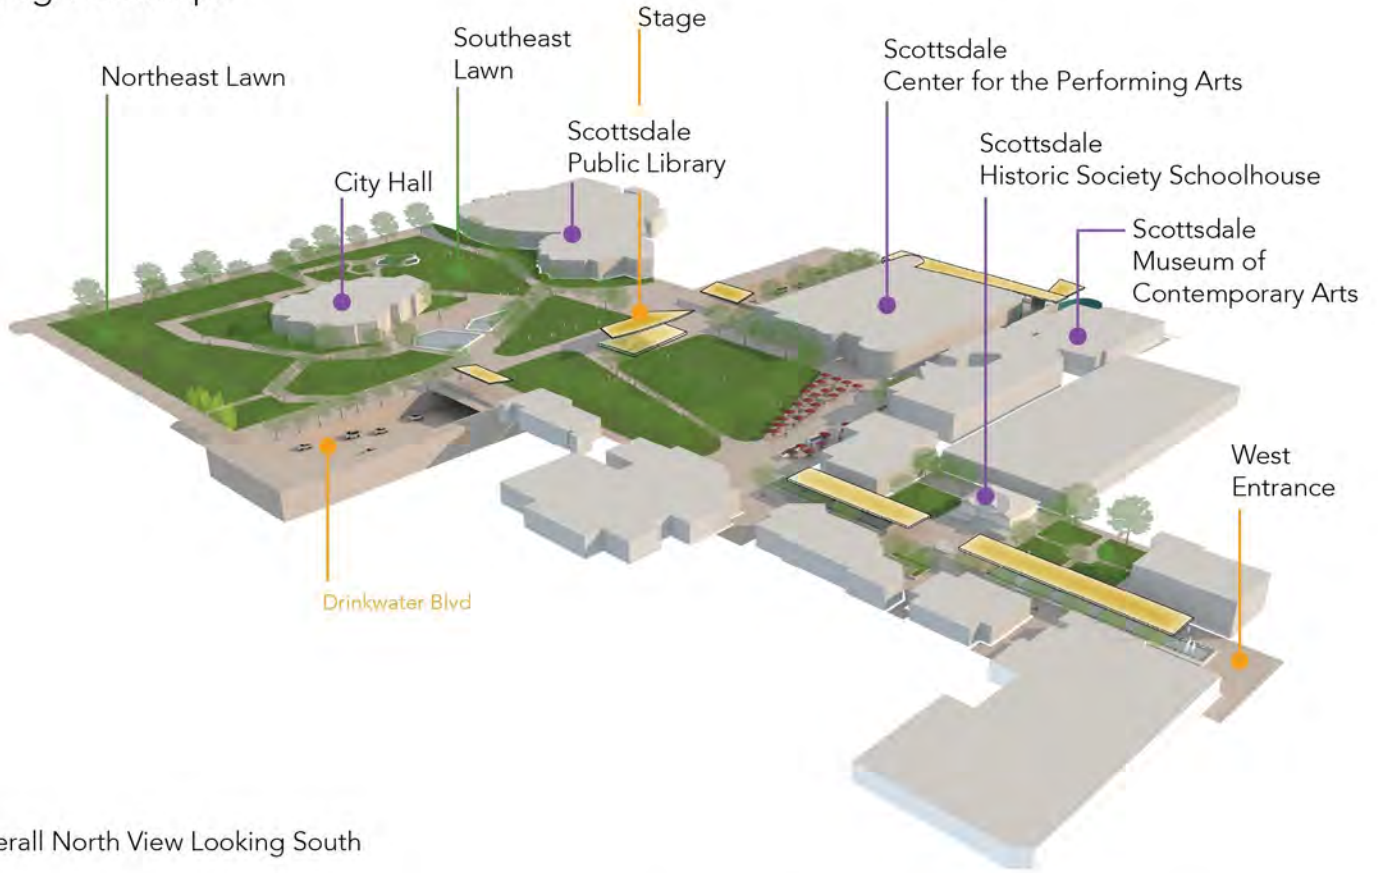 Stage
Southeast
Lawn
Northeast Lawn
Scottsdale
Center for the Performing Arts
Scottsdale
Public Library
Scottsdale
Historic Society Schoolhouse
City Hall
Scottsdale
Museum of
Contemporary Arts
West
Entrance
Drinkwater Blvd
erall North View Looking South